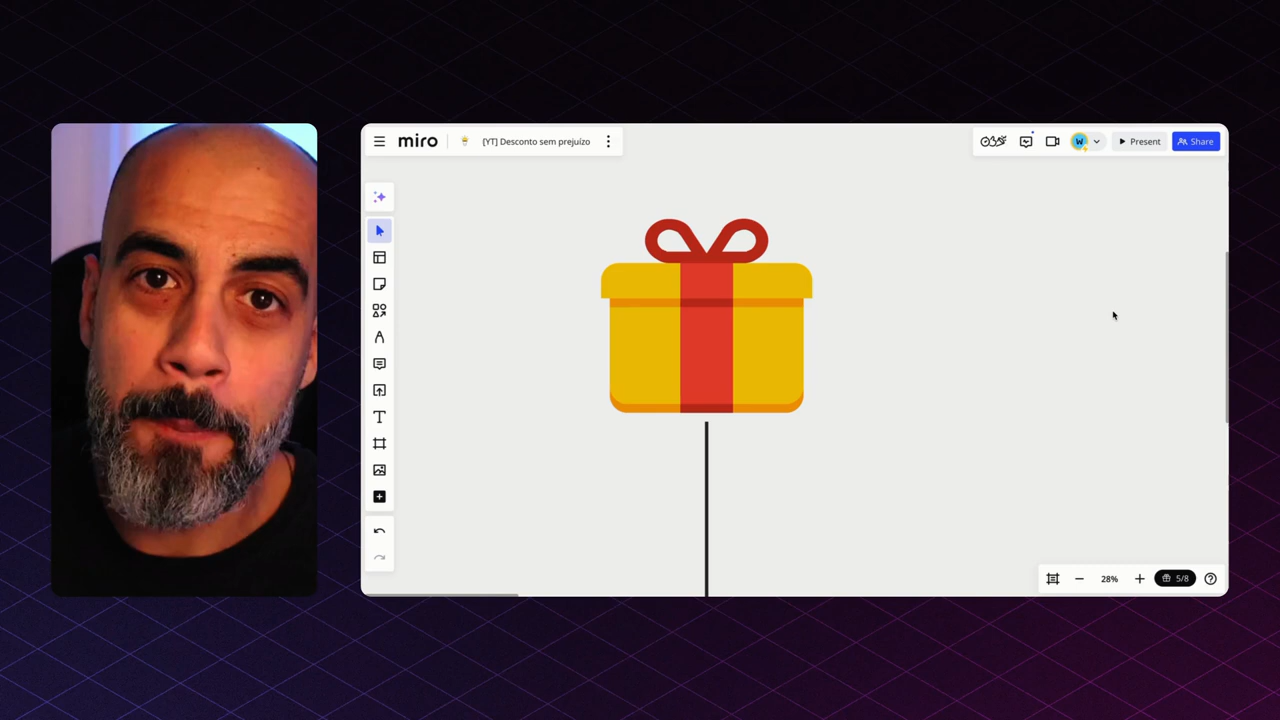 miro
[YT] Desconto sem prejuízo
W
Present
Share
28%
5/8